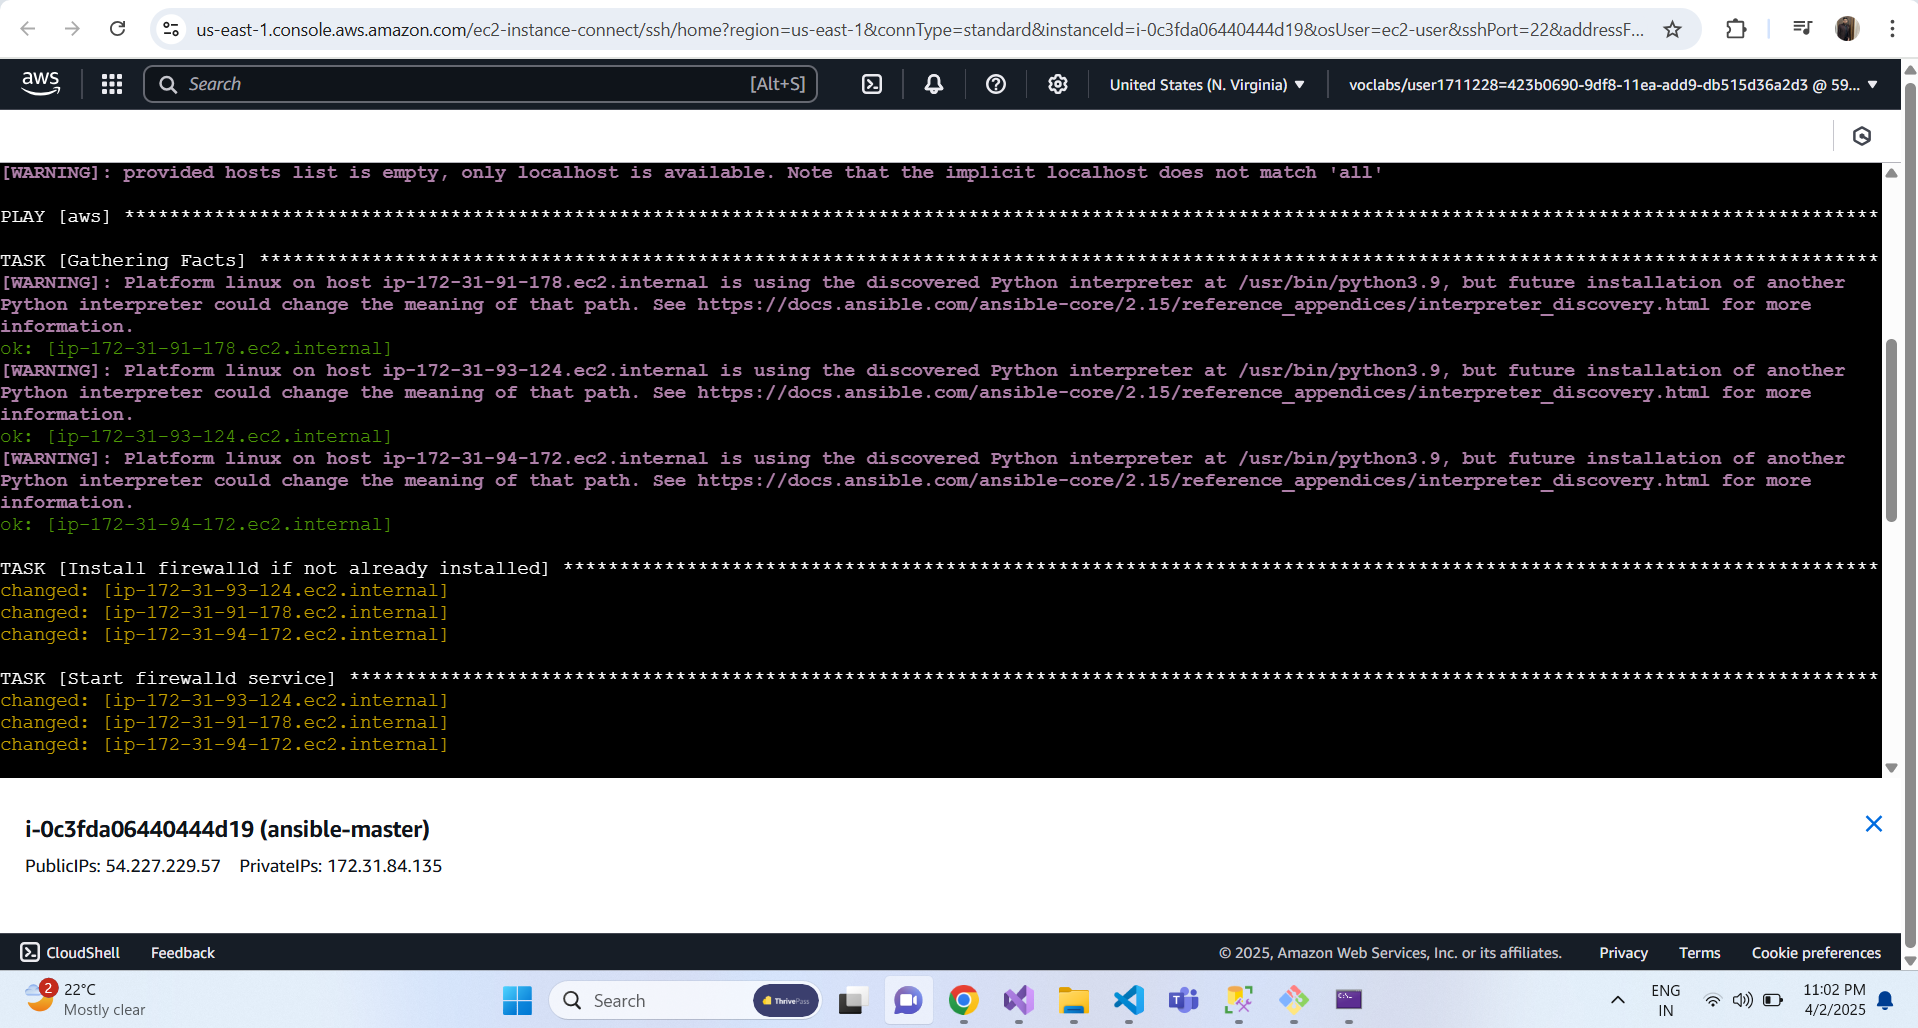 us-east-1.console.aws.amazon.com/ec2-instance-connect/ssh/home?region=us-east-1&connType=standard&instanceId=i-0c3fda06440444d19&osUser=ec2-user&sshPort=22&addressF...
aws
Search
[Alt+S]
United States (N. Virginia)
voclabs/user1711228=423b0690-9df8-11ea-add9-db515d36a2d3 @ 59...
[WARNING]: provided hosts list is empty, only localhost is available. Note that the implicit localhost does not match 'all'
PLAY [aws] ************************************************************************************************************************************************************
TASK [Gathering Facts] ************************************************************************************************************************************************
[WARNING]: Platform linux on host ip-172-31-91-178.ec2.internal is using the discovered Python interpreter at /usr/bin/python3.9, but future installation of another
Python interpreter could change the meaning of that path. See https://docs.ansible.com/ansible-core/2.15/reference_appendices/interpreter_discovery.html for more
information.
ok: [ip-172-31-91-178.ec2.internal]
[WARNING]: Platform linux on host ip-172-31-93-124.ec2.internal is using the discovered Python interpreter at /usr/bin/python3.9, but future installation of another
Python interpreter could change the meaning of that path. See https://docs.ansible.com/ansible-core/2.15/reference_appendices/interpreter_discovery.html for more
information.
ok: [ip-172-31-93-124.ec2.internal]
[WARNING]: Platform linux on host ip-172-31-94-172.ec2.internal is using the discovered Python interpreter at /usr/bin/python3.9, but future installation of another
Python interpreter could change the meaning of that path. See https://docs.ansible.com/ansible-core/2.15/reference_appendices/interpreter_discovery.html for more
information.
ok: [ip-172-31-94-172.ec2.internal]
TASK [Install firewalld if not already installed] *********************************************************************************************************************
changed: [ip-172-31-93-124.ec2.internal]
changed: [ip-172-31-91-178.ec2.internal]
changed: [ip-172-31-94-172.ec2.internal]
TASK [Start firewalld service] ****************************************************************************************************************************************
changed: [ip-172-31-93-124.ec2.internal]
changed: [ip-172-31-91-178.ec2.internal]
changed: [ip-172-31-94-172.ec2.internal]
i-0c3fda06440444d19 (ansible-master)
PublicIPs: 54.227.229.57 PrivateIPs: 172.31.84.135
CloudShell
Feedback
© 2025, Amazon Web Services, Inc. or its affiliates.
Privacy
Terms
Cookie preferences
2
22°C
Mostly clear
Search
ThrivePass
ENG
IN
11:02 PM
4/2/2025